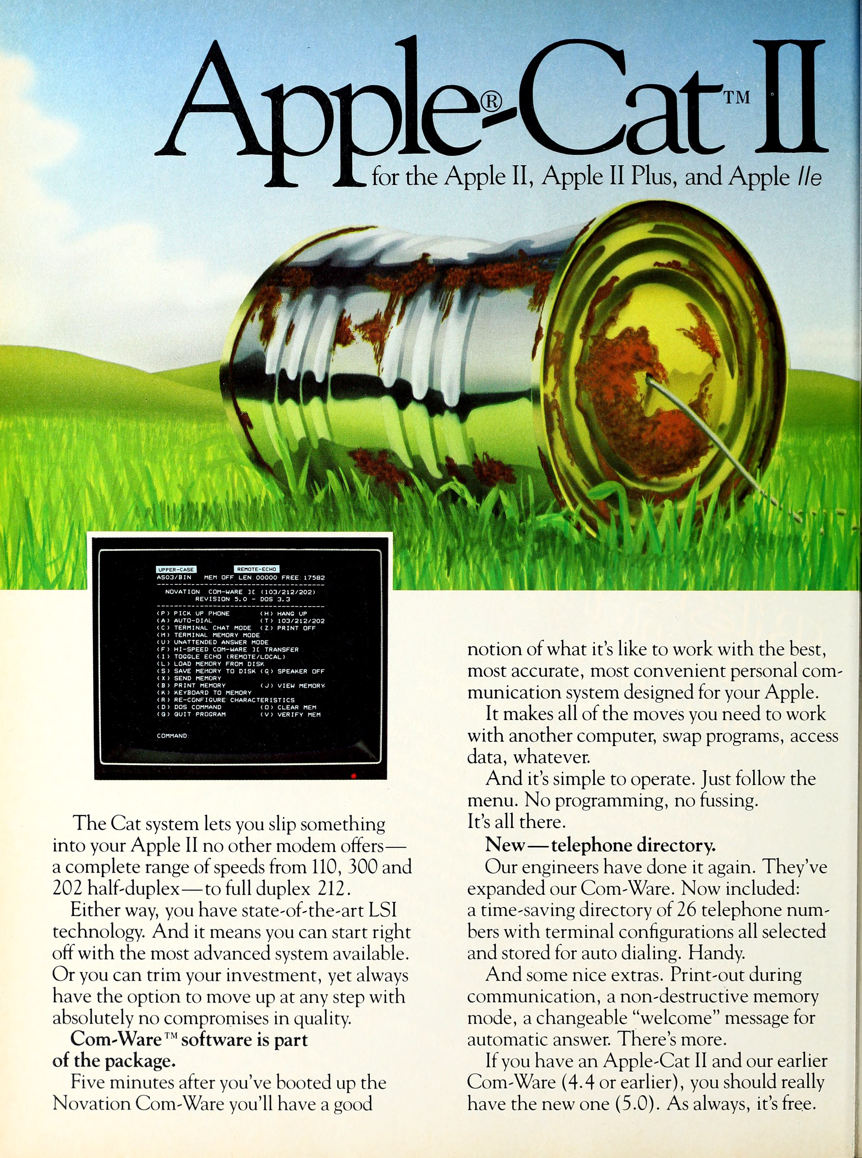 Apple®-Cat™ II
for the Apple II, Apple II Plus, and Apple //e
UPPER-CASE REMOTE-ECHO
AS03/BIN MEM OFF LEN 00000 FREE 17582
NOVATION COM-WARE ][ (103/212/202)
REVISION 5.0 - DOS 3.3
(P) PICK UP PHONE (H) HANG UP
(A) AUTO-DIAL (T) 103/212/202
(C) TERMINAL CHAT MODE (Z) PRINT OFF
(M) TERMINAL MEMORY MODE
(U) UNATTENDED ANSWER MODE
(F) HI-SPEED COM-WARE ][ TRANSFER
(I) TOGGLE ECHO (REMOTE/LOCAL)
(L) LOAD MEMORY FROM DISK
(S) SAVE MEMORY TO DISK (G) SPEAKER OFF
(X) SEND MEMORY
(B) PRINT MEMORY (J) VIEW MEMORY
(K) KEYBOARD TO MEMORY
(R) RE-CONFIGURE CHARACTERISTICS
(D) DOS COMMAND (O) CLEAR MEM
(Q) QUIT PROGRAM (V) VERIFY MEM
COMMAND
The Cat system lets you slip something
into your Apple II no other modem offers—
a complete range of speeds from 110, 300 and
202 half-duplex—to full duplex 212.
Either way, you have state-of-the-art LSI
technology. And it means you can start right
off with the most advanced system available.
Or you can trim your investment, yet always
have the option to move up at any step with
absolutely no compromises in quality.
Com-Ware™ software is part
of the package.
Five minutes after you've booted up the
Novation Com-Ware you'll have a good
notion of what it's like to work with the best,
most accurate, most convenient personal com-
munication system designed for your Apple.
It makes all of the moves you need to work
with another computer, swap programs, access
data, whatever.
And it's simple to operate. Just follow the
menu. No programming, no fussing.
It's all there.
New—telephone directory.
Our engineers have done it again. They've
expanded our Com-Ware. Now included:
a time-saving directory of 26 telephone num-
bers with terminal configurations all selected
and stored for auto dialing. Handy.
And some nice extras. Print-out during
communication, a non-destructive memory
mode, a changeable "welcome" message for
automatic answer. There's more.
If you have an Apple-Cat II and our earlier
Com-Ware (4.4 or earlier), you should really
have the new one (5.0). As always, it's free.